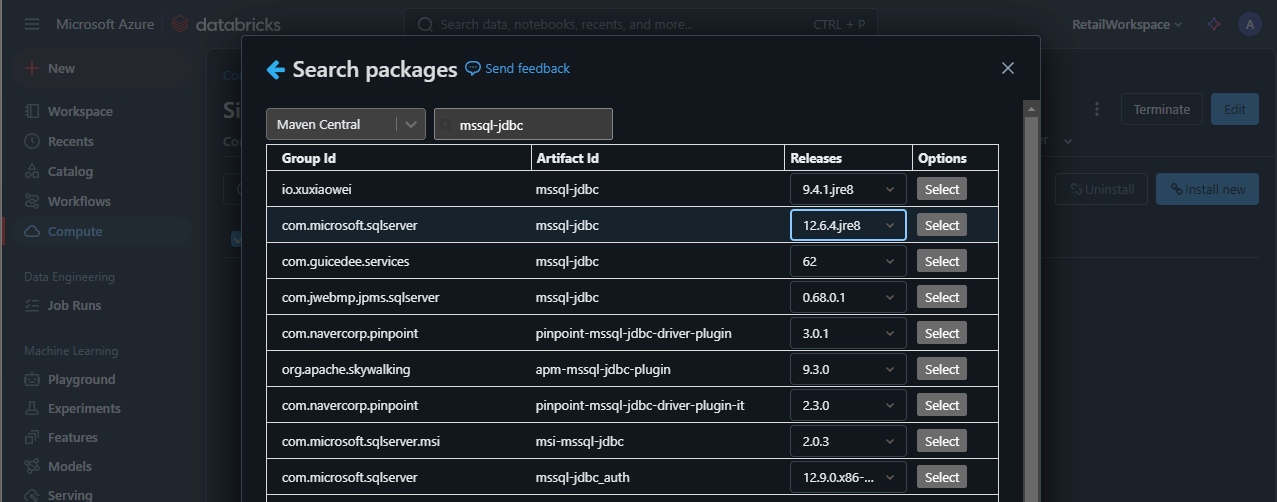 Microsoft Azure
databricks
Search data, notebooks, recents, and more...
CTRL + P
RetailWorkspace
A
New
Workspace
Recents
Catalog
Workflows
Compute
Data Engineering
Job Runs
Machine Learning
Playground
Experiments
Features
Models
Serving
Terminate
Edit
Uninstall
Install new
Search packages
Send feedback
Maven Central
mssql-jdbc
Group Id Artifact Id Releases Options
io.xuxiaowei mssql-jdbc 9.4.1.jre8 Select
com.microsoft.sqlserver mssql-jdbc 12.6.4.jre8 Select
com.guicedee.services mssql-jdbc 62 Select
com.jwebmp.jpms.sqlserver mssql-jdbc 0.68.0.1 Select
com.navercorp.pinpoint pinpoint-mssql-jdbc-driver-plugin 3.0.1 Select
org.apache.skywalking apm-mssql-jdbc-plugin 9.3.0 Select
com.navercorp.pinpoint pinpoint-mssql-jdbc-driver-plugin-it 2.3.0 Select
com.microsoft.sqlserver.msi msi-mssql-jdbc 2.0.3 Select
com.microsoft.sqlserver mssql-jdbc_auth 12.9.0.x86-... Select